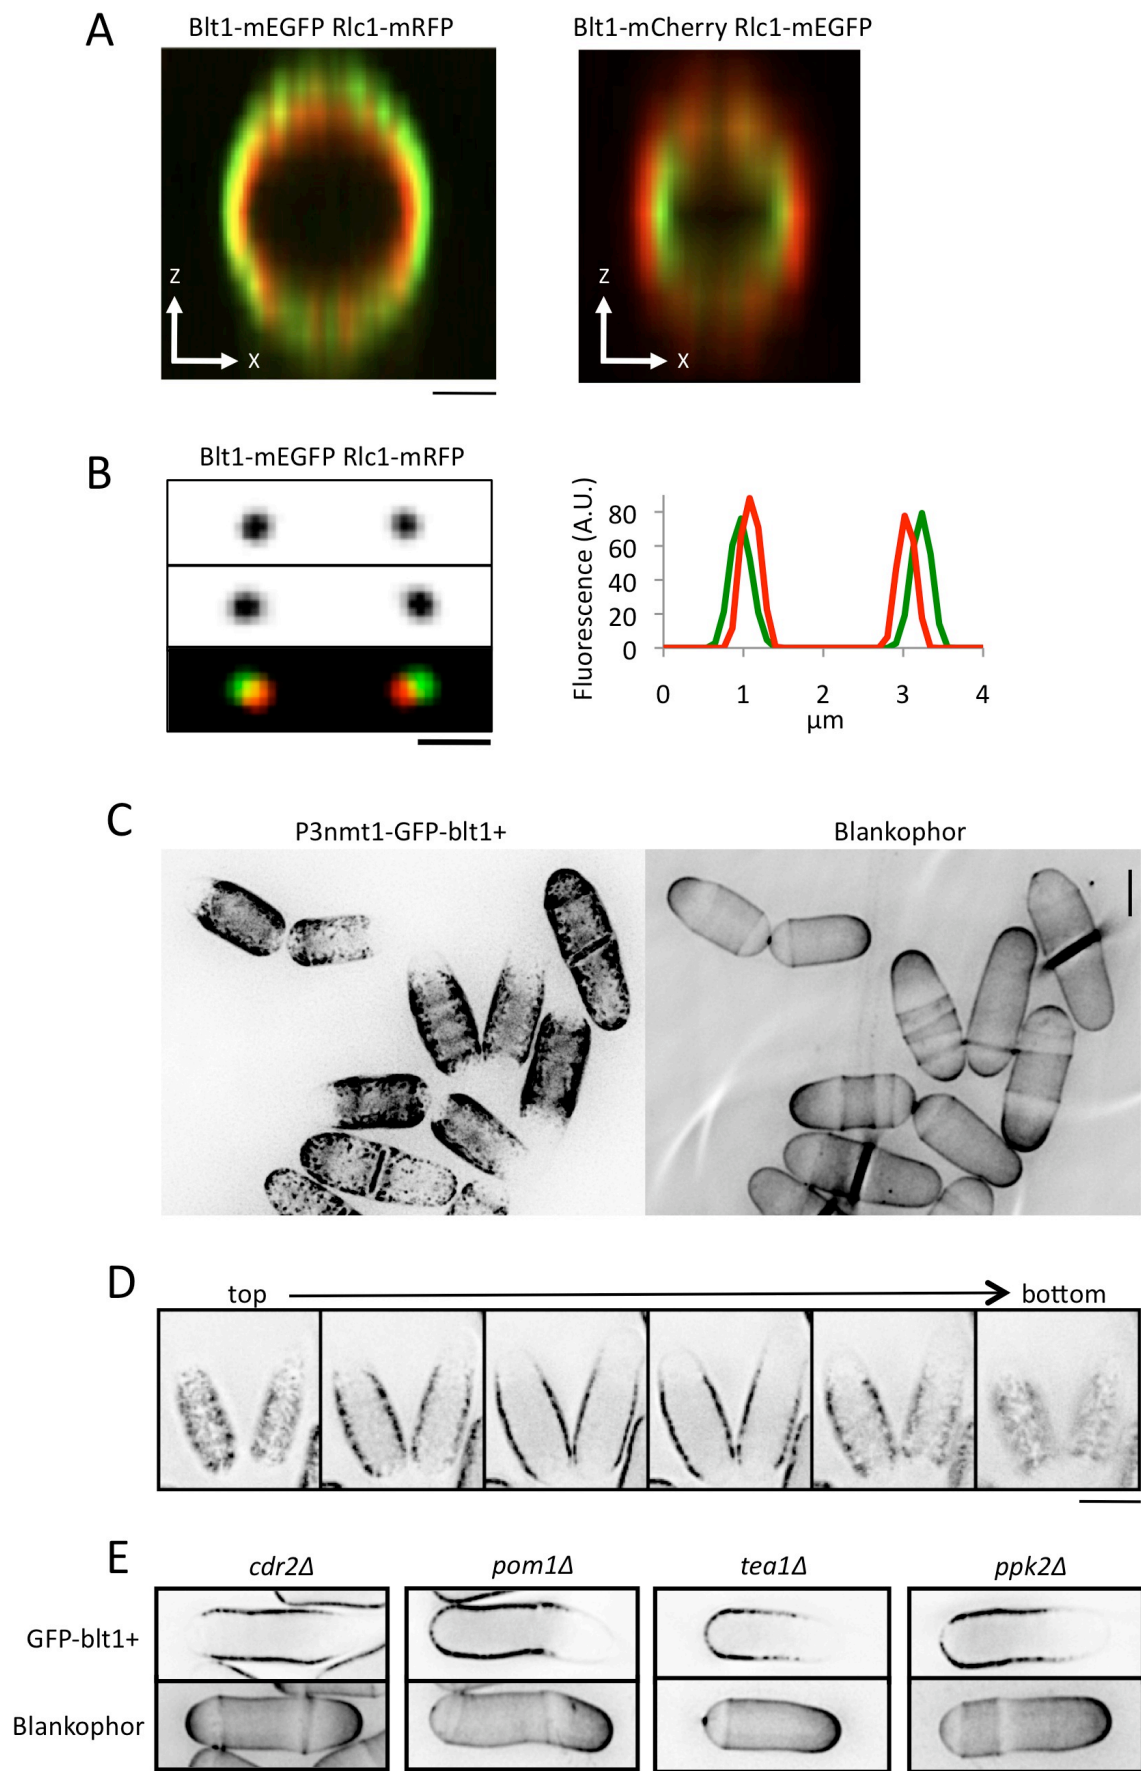 A
Blt1-mEGFP Rlc1-mRFP
Blt1-mCherry Rlc1-mEGFP
Z
X
Z
X
B
Blt1-mEGFP Rlc1-mRFP
Fluorescence (A.U.)
80
60
40
20
0
0 1 2 3 4
µm
C
P3nmt1-GFP-blt1+
Blankophor
D
top
bottom
E
cdr2Δ
pom1Δ
tea1Δ
ppk2Δ
GFP-blt1+
Blankophor